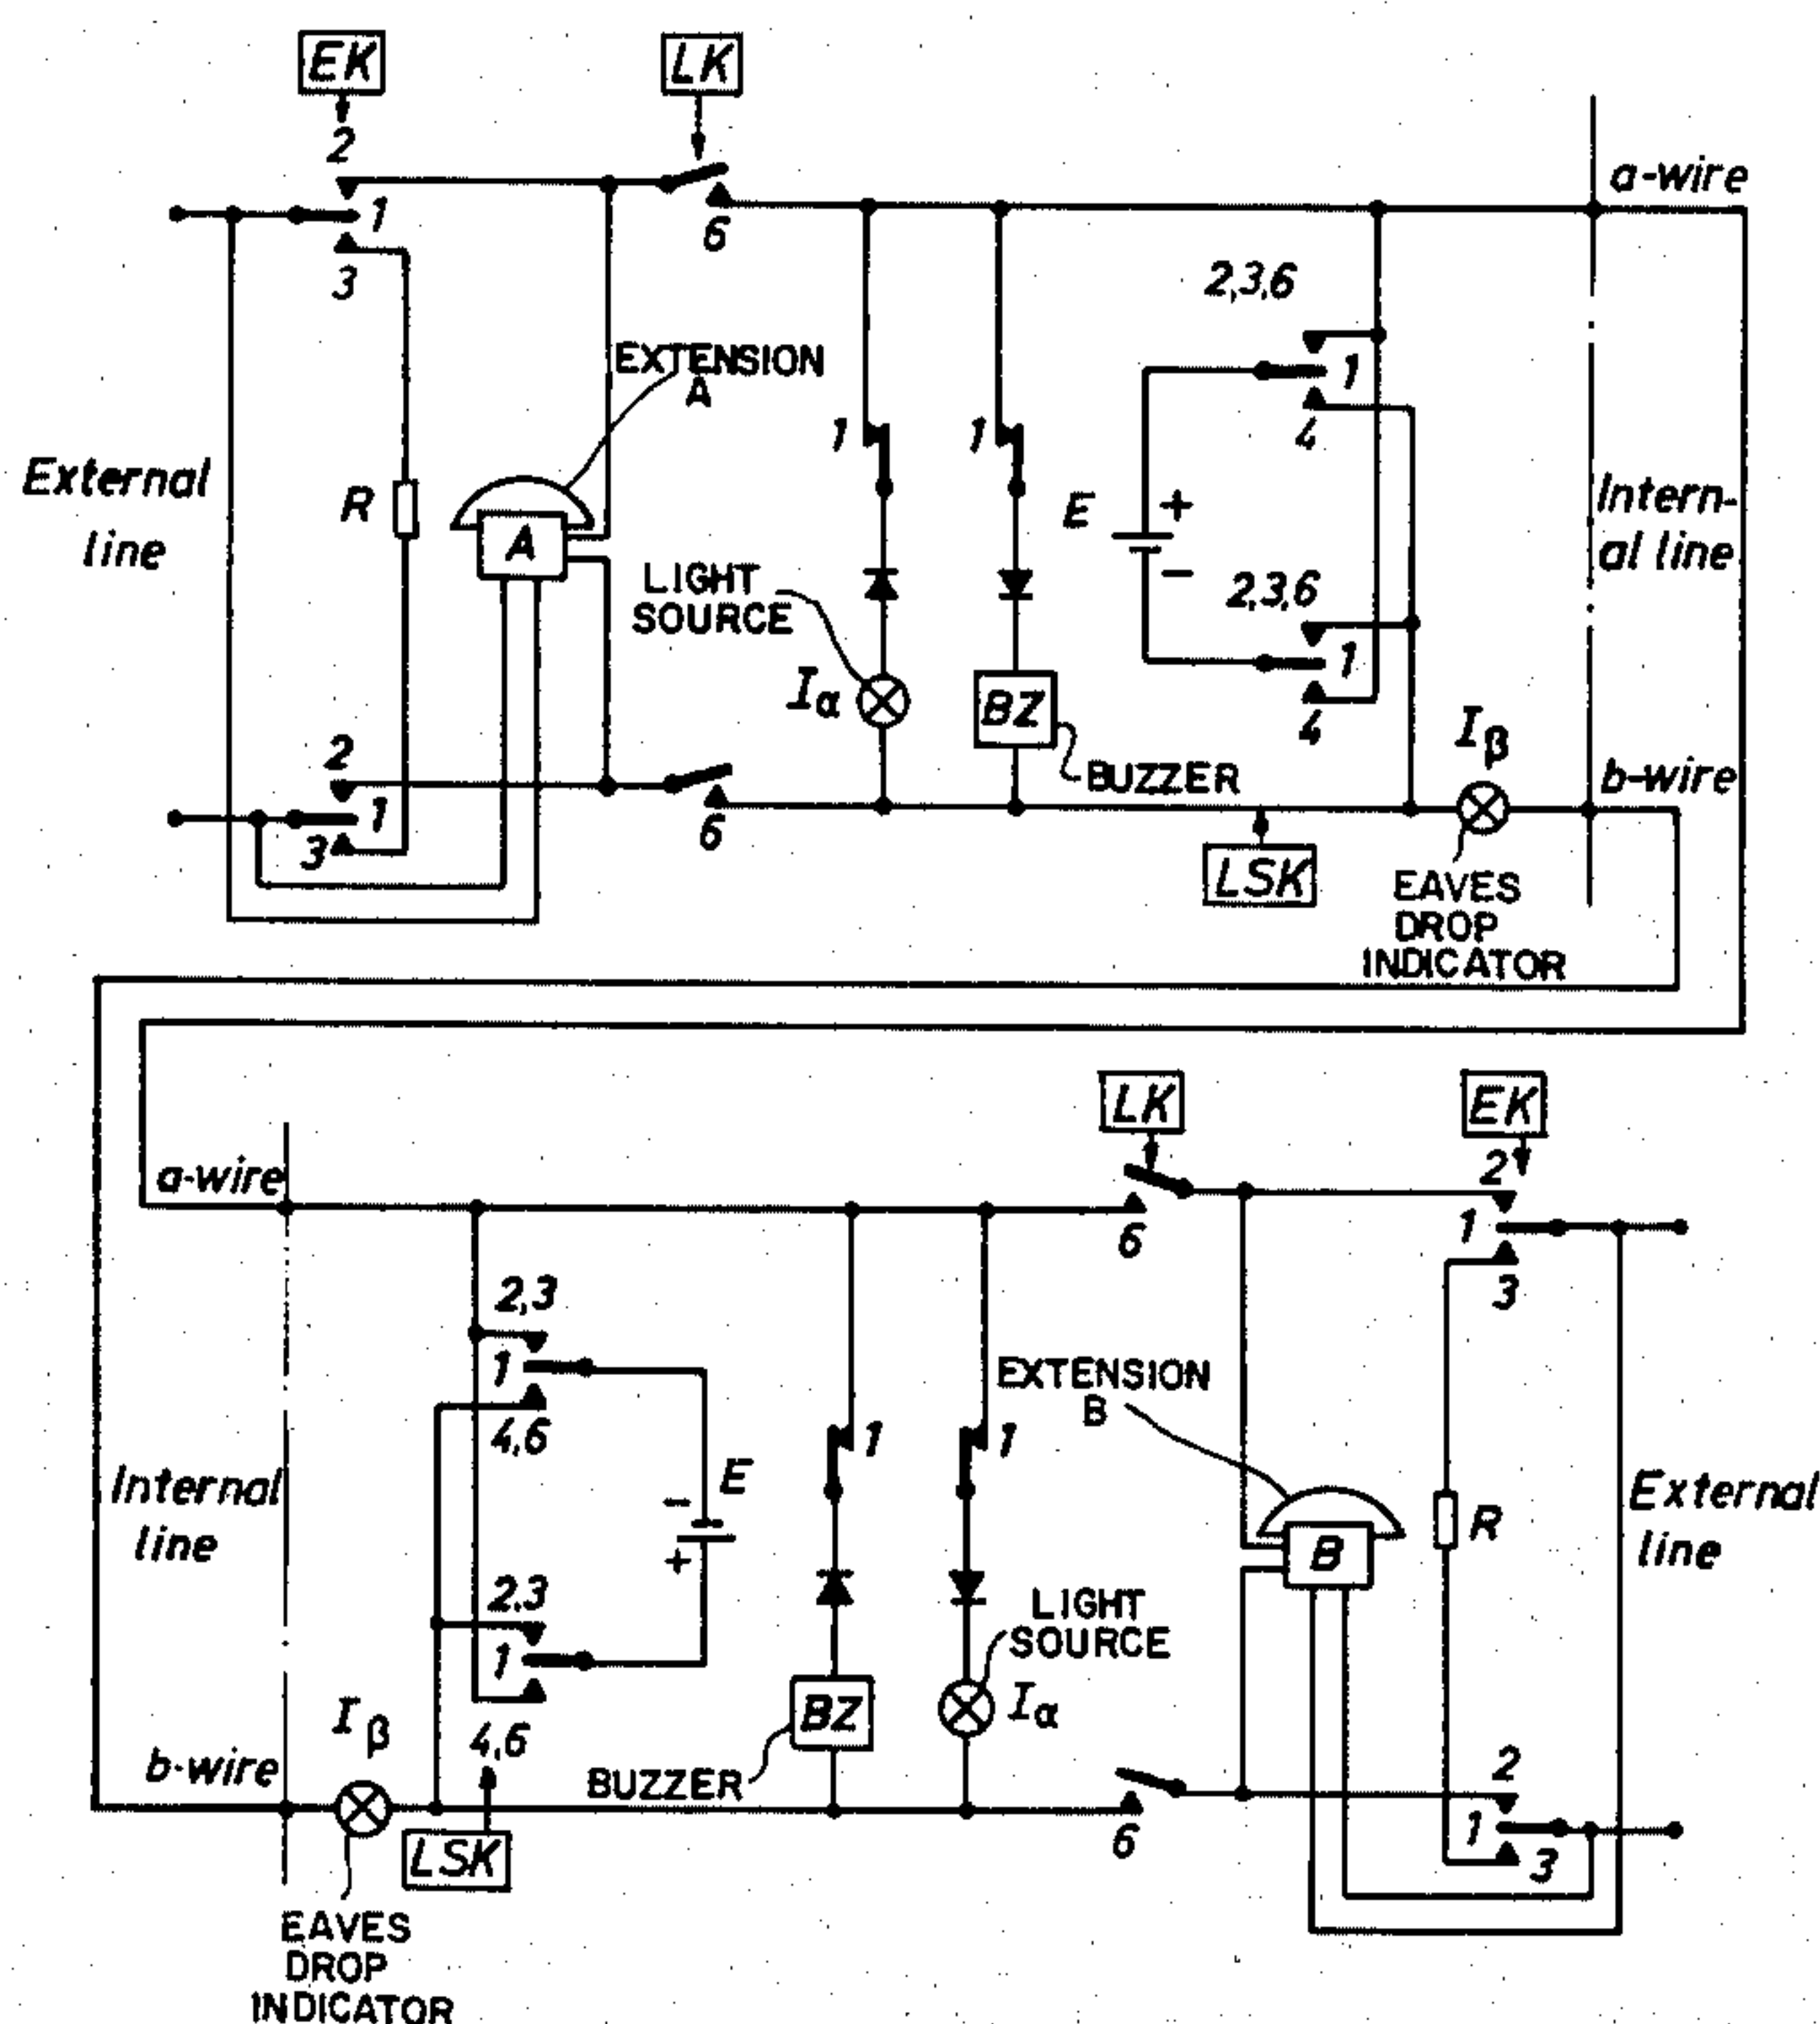 EK
LK
2
a-wire
1
6
3
2,3,6
EXTENSION
A
1
4
1
1
External
line
R
A
E
+
Intern-
al line
LIGHT
SOURCE
−
2,3,6
1
Iα
BZ
4
Iβ
2
BUZZER
b-wire
1
6
3
LSK
EAVES
DROP
INDICATOR
LK
EK
2
a-wire
1
6
3
2,3
1
EXTENSION
B
4,6
1
1
Internal
line
−
E
+
External
line
R
B
2,3
LIGHT
SOURCE
1
Iβ
BZ
Iα
4,6
2
b-wire
BUZZER
1
6
3
LSK
EAVES
DROP
INDICATOR